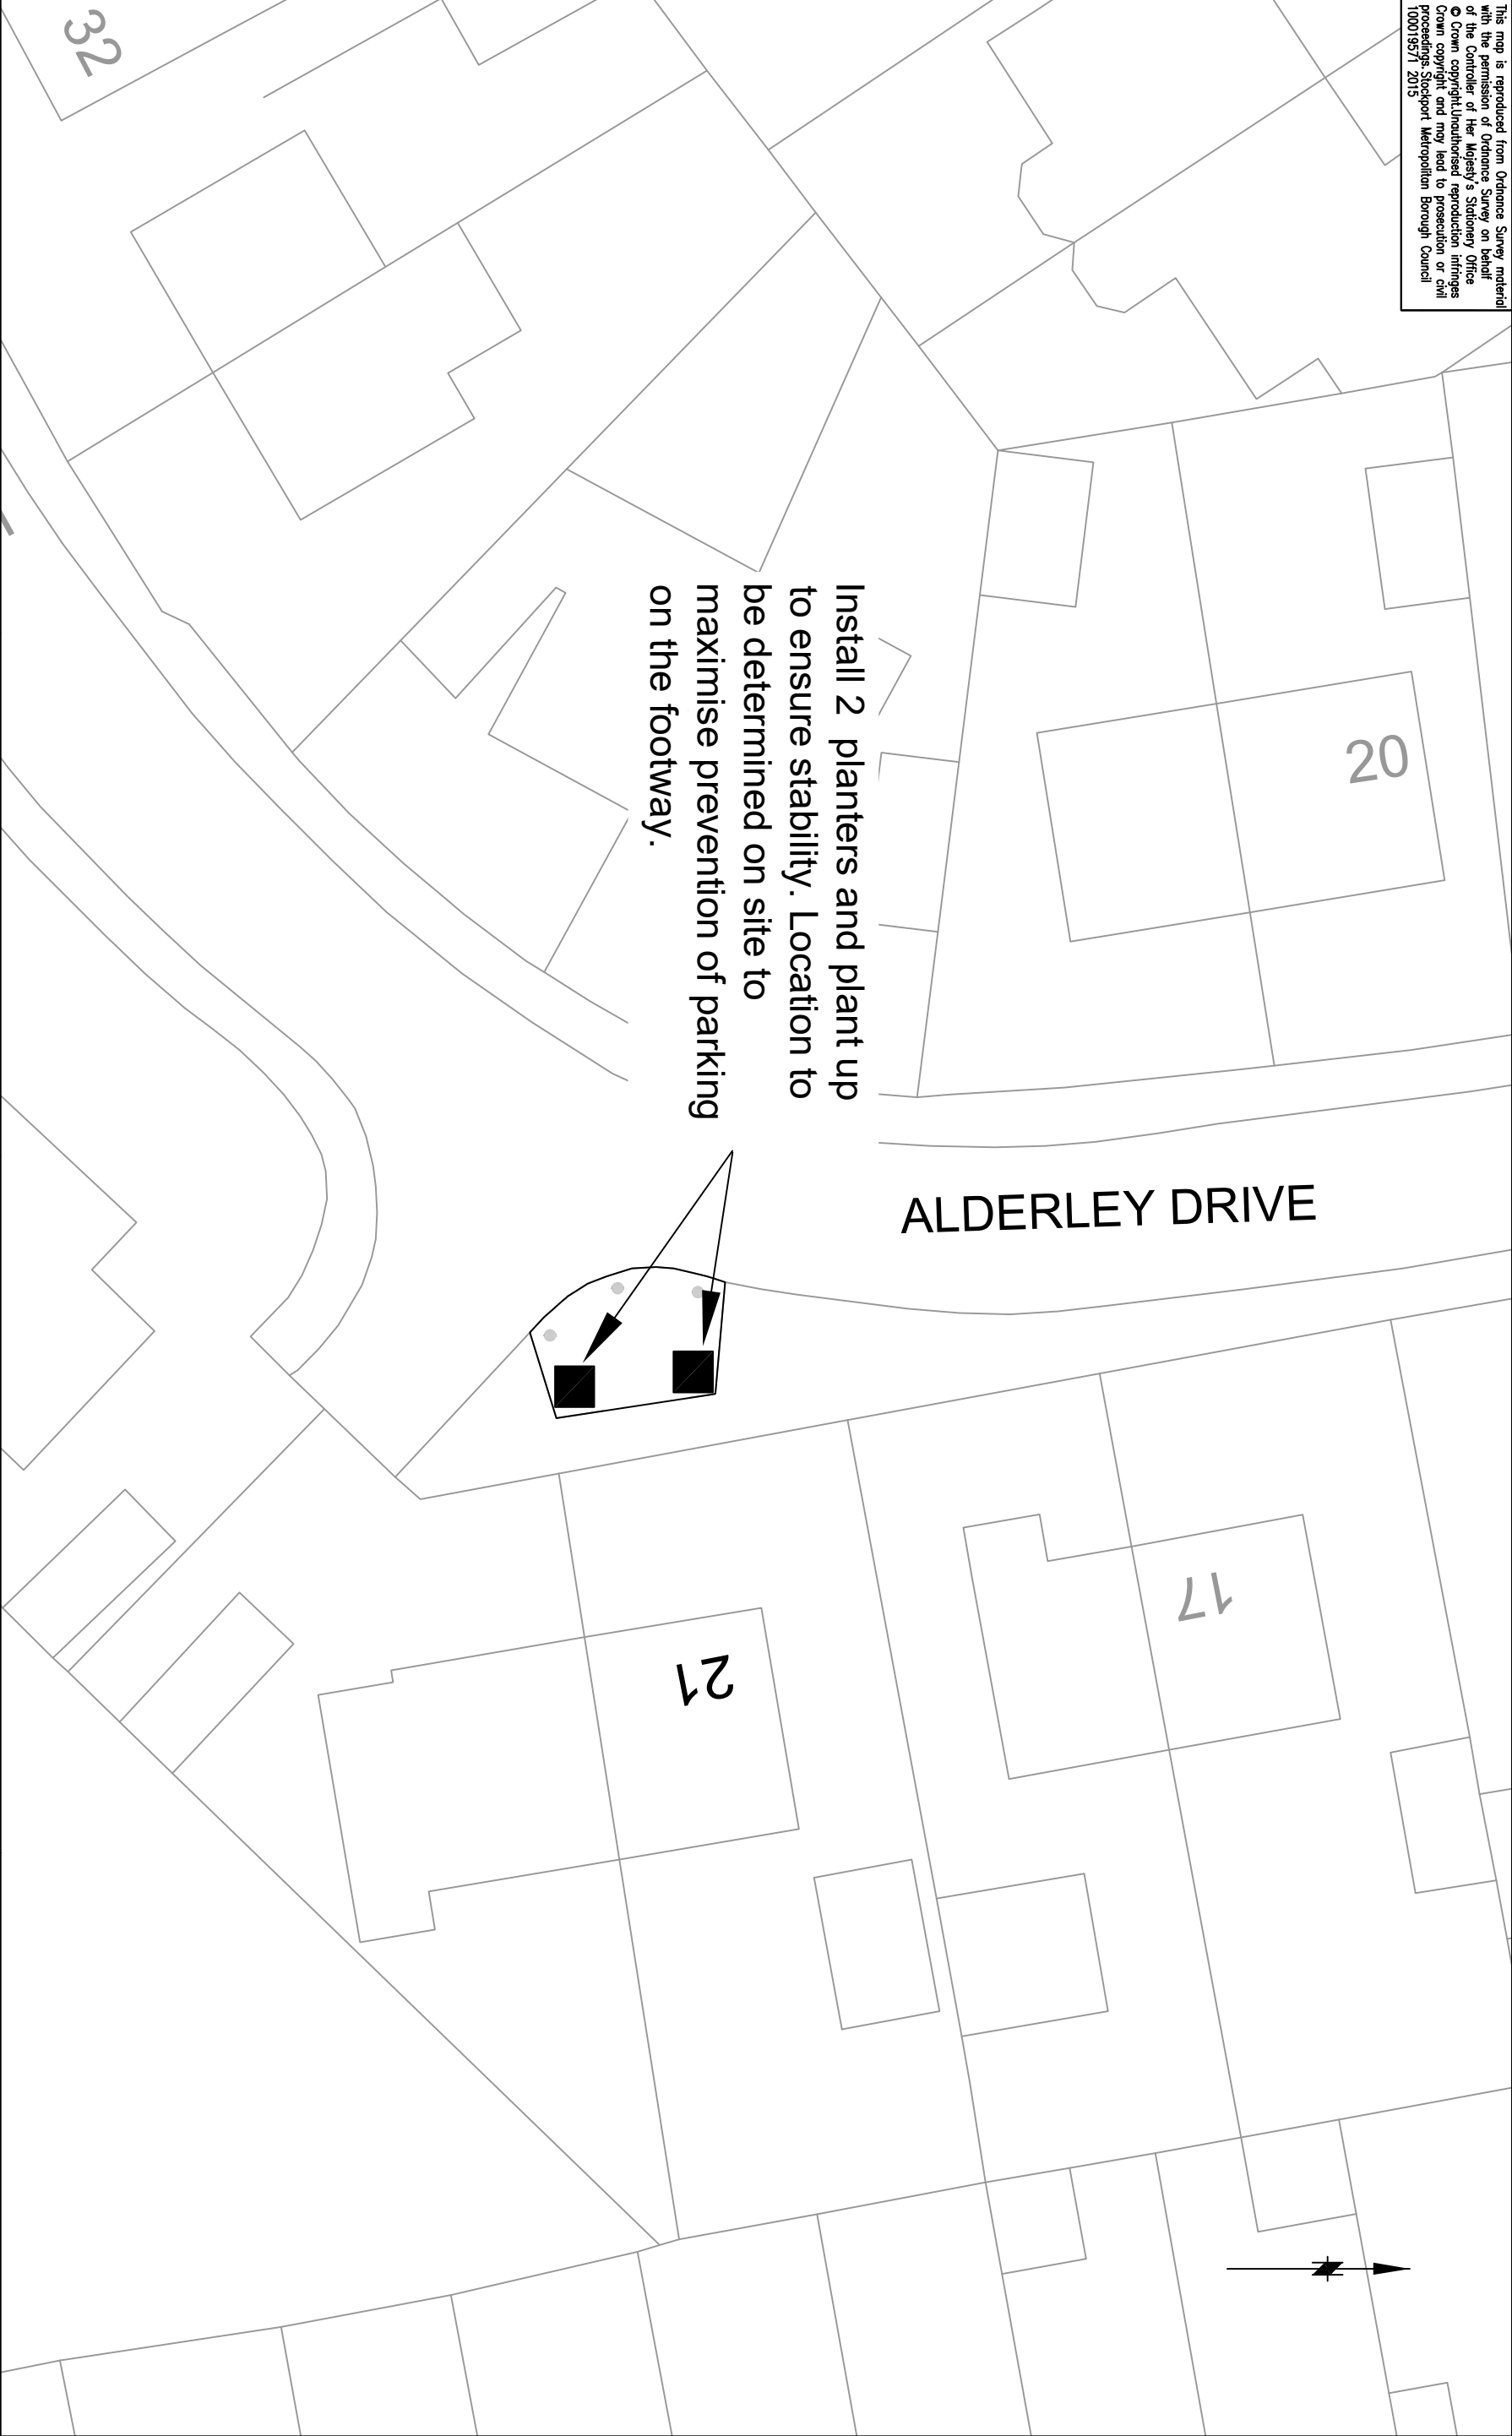 This map is reproduced from Ordnance Survey material
with the permission of Ordnance Survey on behalf
of the Controller of Her Majesty's Stationery Office
© Crown copyright.Unauthorised reproduction infringes
Crown copyright and may lead to prosecution or civil
proceedings. Stockport Metropolitan Borough Council
100019571 2015
32
20
Install 2 planters and plant up
to ensure stability. Location to
be determined on site to
maximise prevention of parking
on the footway.
ALDERLEY DRIVE
17
21